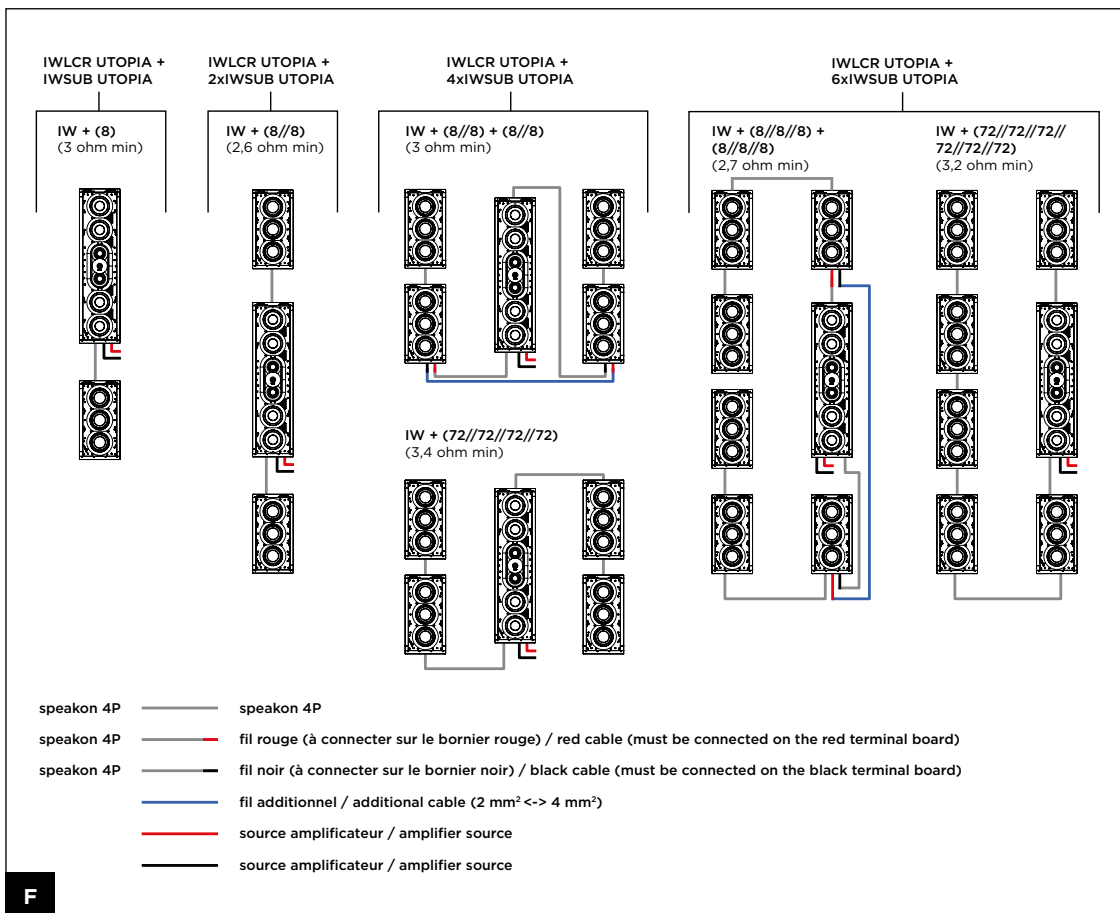 IWLCR UTOPIA +
IWSUB UTOPIA
IW + (8)
(3 ohm min)
IWLCR UTOPIA +
2xIWSUB UTOPIA
IW + (8//8)
(2,6 ohm min)
IWLCR UTOPIA +
4xIWSUB UTOPIA
IW + (8//8) + (8//8)
(3 ohm min)
IW + (72//72//72//72)
(3,4 ohm min)
IWLCR UTOPIA +
6xIWSUB UTOPIA
IW + (8//8//8) +
(8//8//8)
(2,7 ohm min)
IW + (72//72//72//
72//72//72)
(3,2 ohm min)
speakon 4P speakon 4P
speakon 4P fil rouge (à connecter sur le bornier rouge) / red cable (must be connected on the red terminal board)
speakon 4P fil noir (à connecter sur le bornier noir) / black cable (must be connected on the black terminal board)
fil additionnel / additional cable (2 mm² <-> 4 mm²)
source amplificateur / amplifier source
source amplificateur / amplifier source
F